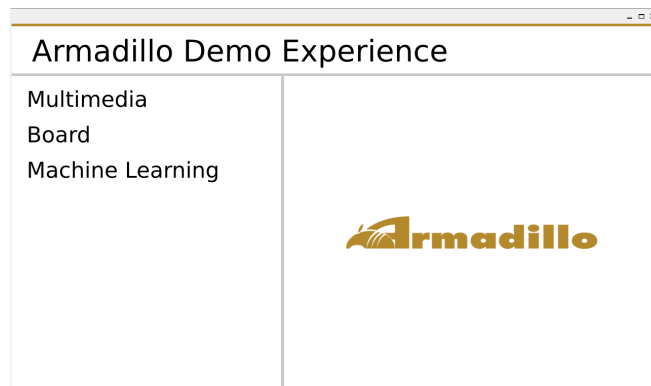 Armadillo Demo Experience
Multimedia
Board
Machine Learning
Armadillo